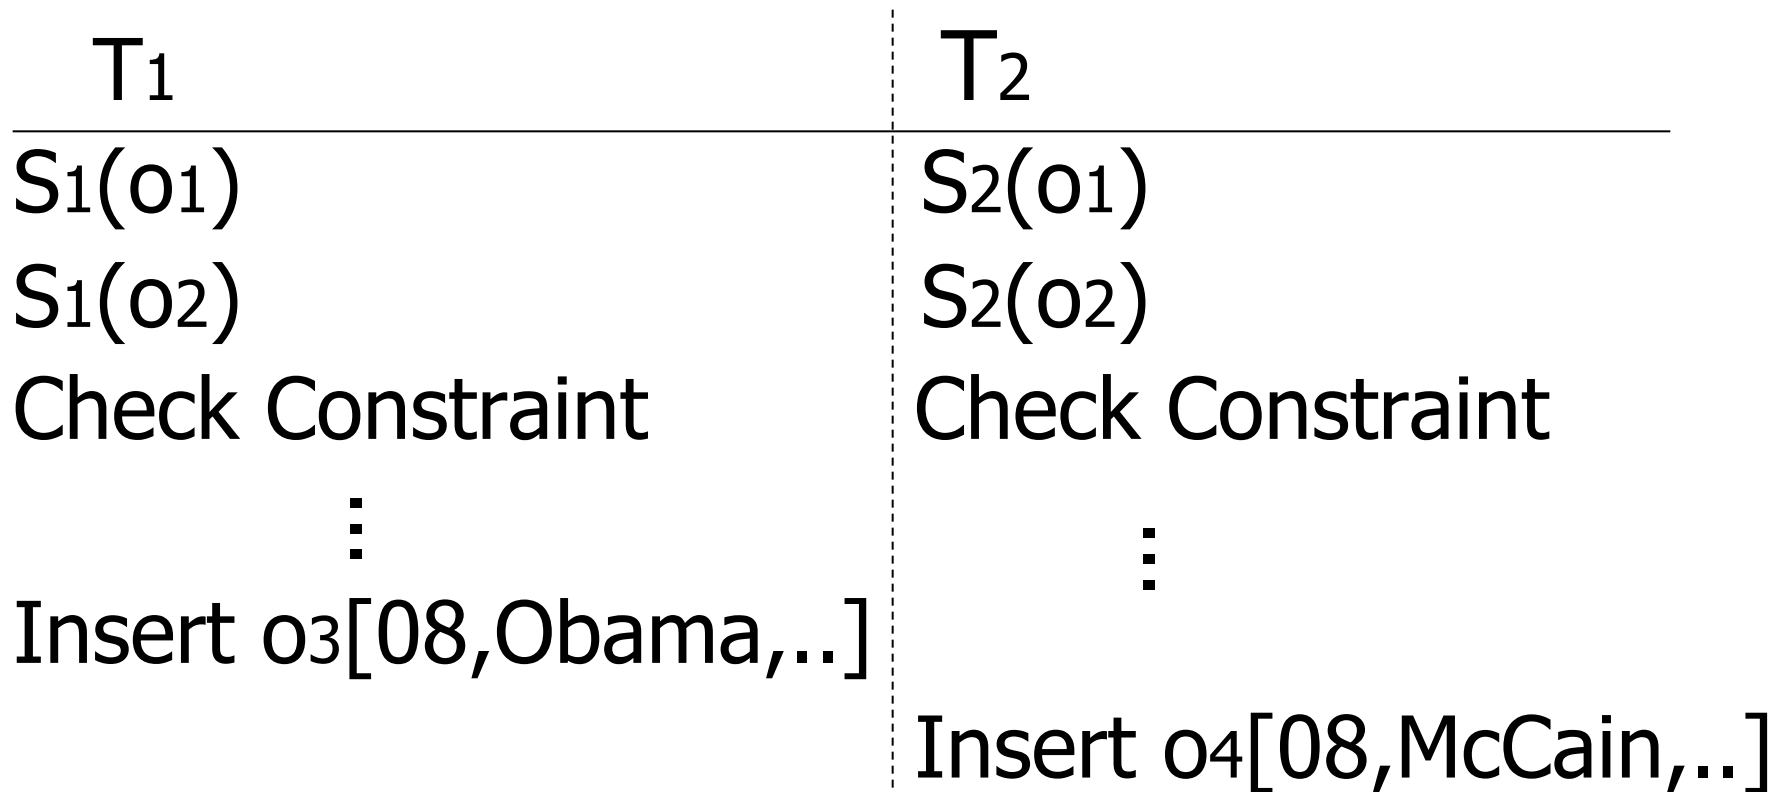 T1 T2
S1(o1) S2(o1)
S1(o2) S2(o2)
Check Constraint Check Constraint
⋮ ⋮
Insert o3[08,Obama,..]
Insert o4[08,McCain,..]